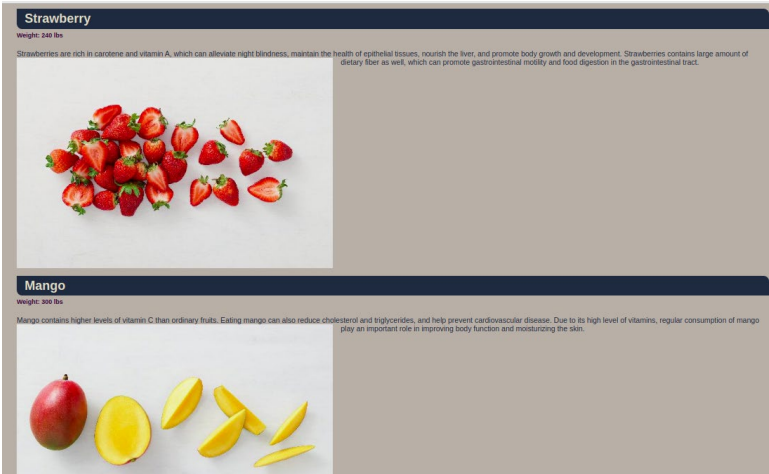 Strawberry
Weight: 240 lbs
Strawberries are rich in carotene and vitamin A, which can alleviate night blindness, maintain the health of epithelial tissues, nourish the liver, and promote body growth and development. Strawberries contains large amount of
dietary fiber as well, which can promote gastrointestinal motility and food digestion in the gastrointestinal tract.
Mango
Weight: 300 lbs
Mango contains higher levels of vitamin C than ordinary fruits. Eating mango can also reduce cholesterol and triglycerides, and help prevent cardiovascular disease. Due to its high level of vitamins, regular consumption of mango
play an important role in improving body function and moisturizing the skin.